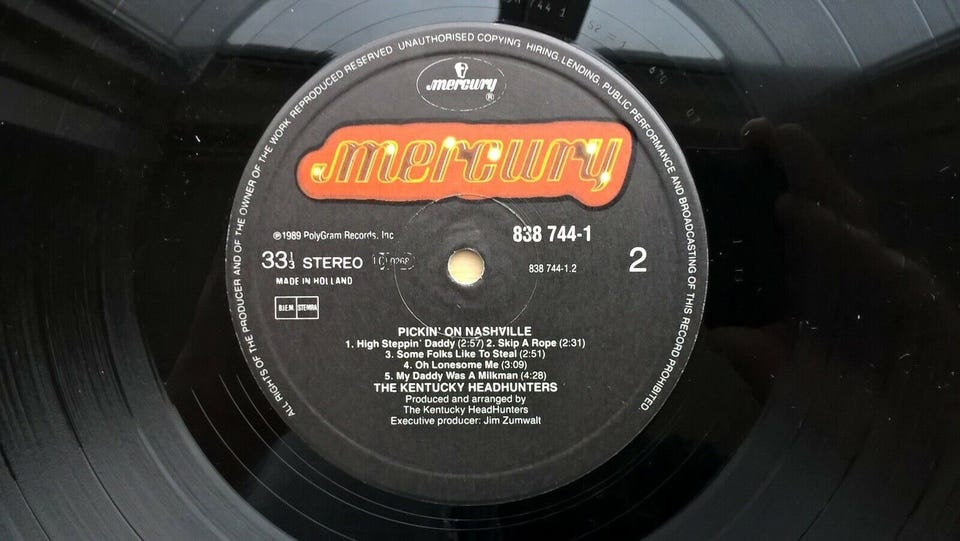 ALL RIGHTS OF THE PRODUCER AND OF THE OWNER OF THE WORK REPRODUCED RESERVED UNAUTHORISED COPYING, HIRING, LENDING, PUBLIC PERFORMANCE AND BROADCASTING OF THIS RECORD PROHIBITED.
mercury
®
mercury
℗1989 PolyGram Records, Inc
838 744-1
33⅓ STEREO
838 744-1.2
2
MADE IN HOLLAND
B.I.E.M. STEMRA
PICKIN' ON NASHVILLE
1. High Steppin' Daddy (2:57) 2. Skip A Rope (2:31)
3. Some Folks Like To Steal (2:51)
4. Oh Lonesome Me (3:09)
5. My Daddy Was A Milkman (4:28)
THE KENTUCKY HEADHUNTERS
Produced and arranged by
The Kentucky HeadHunters
Executive producer: Jim Zumwalt